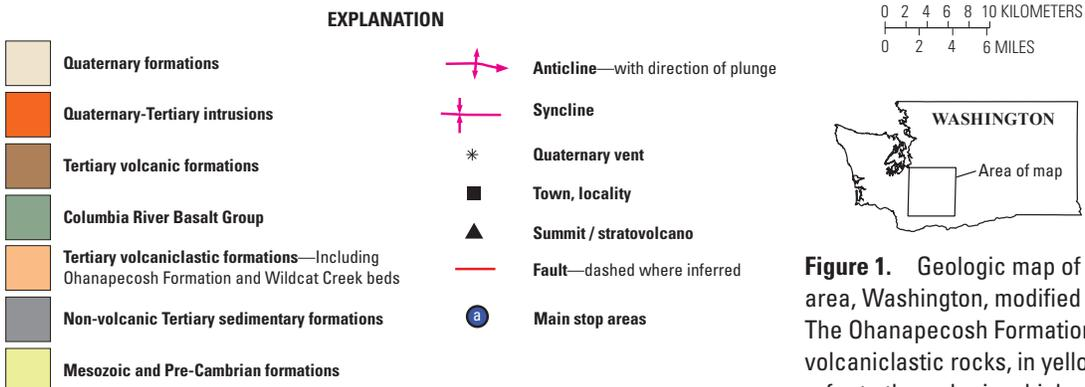 EXPLANATION
Quaternary formations
Quaternary-Tertiary intrusions
Tertiary volcanic formations
Columbia River Basalt Group
Tertiary volcaniclastic formations—Including
Ohanapecosh Formation and Wildcat Creek beds
Non-volcanic Tertiary sedimentary formations
Mesozoic and Pre-Cambrian formations
Anticline—with direction of plunge
Syncline
Quaternary vent
Town, locality
Summit / stratovolcano
Fault—dashed where inferred
a Main stop areas
0 2 4 6 8 10 KILOMETERS
0 2 4 6 MILES
WASHINGTON
Area of map
Figure 1. Geologic map of
area, Washington, modified
The Ohanapecosh Formation
volcaniclastic rocks, in yello